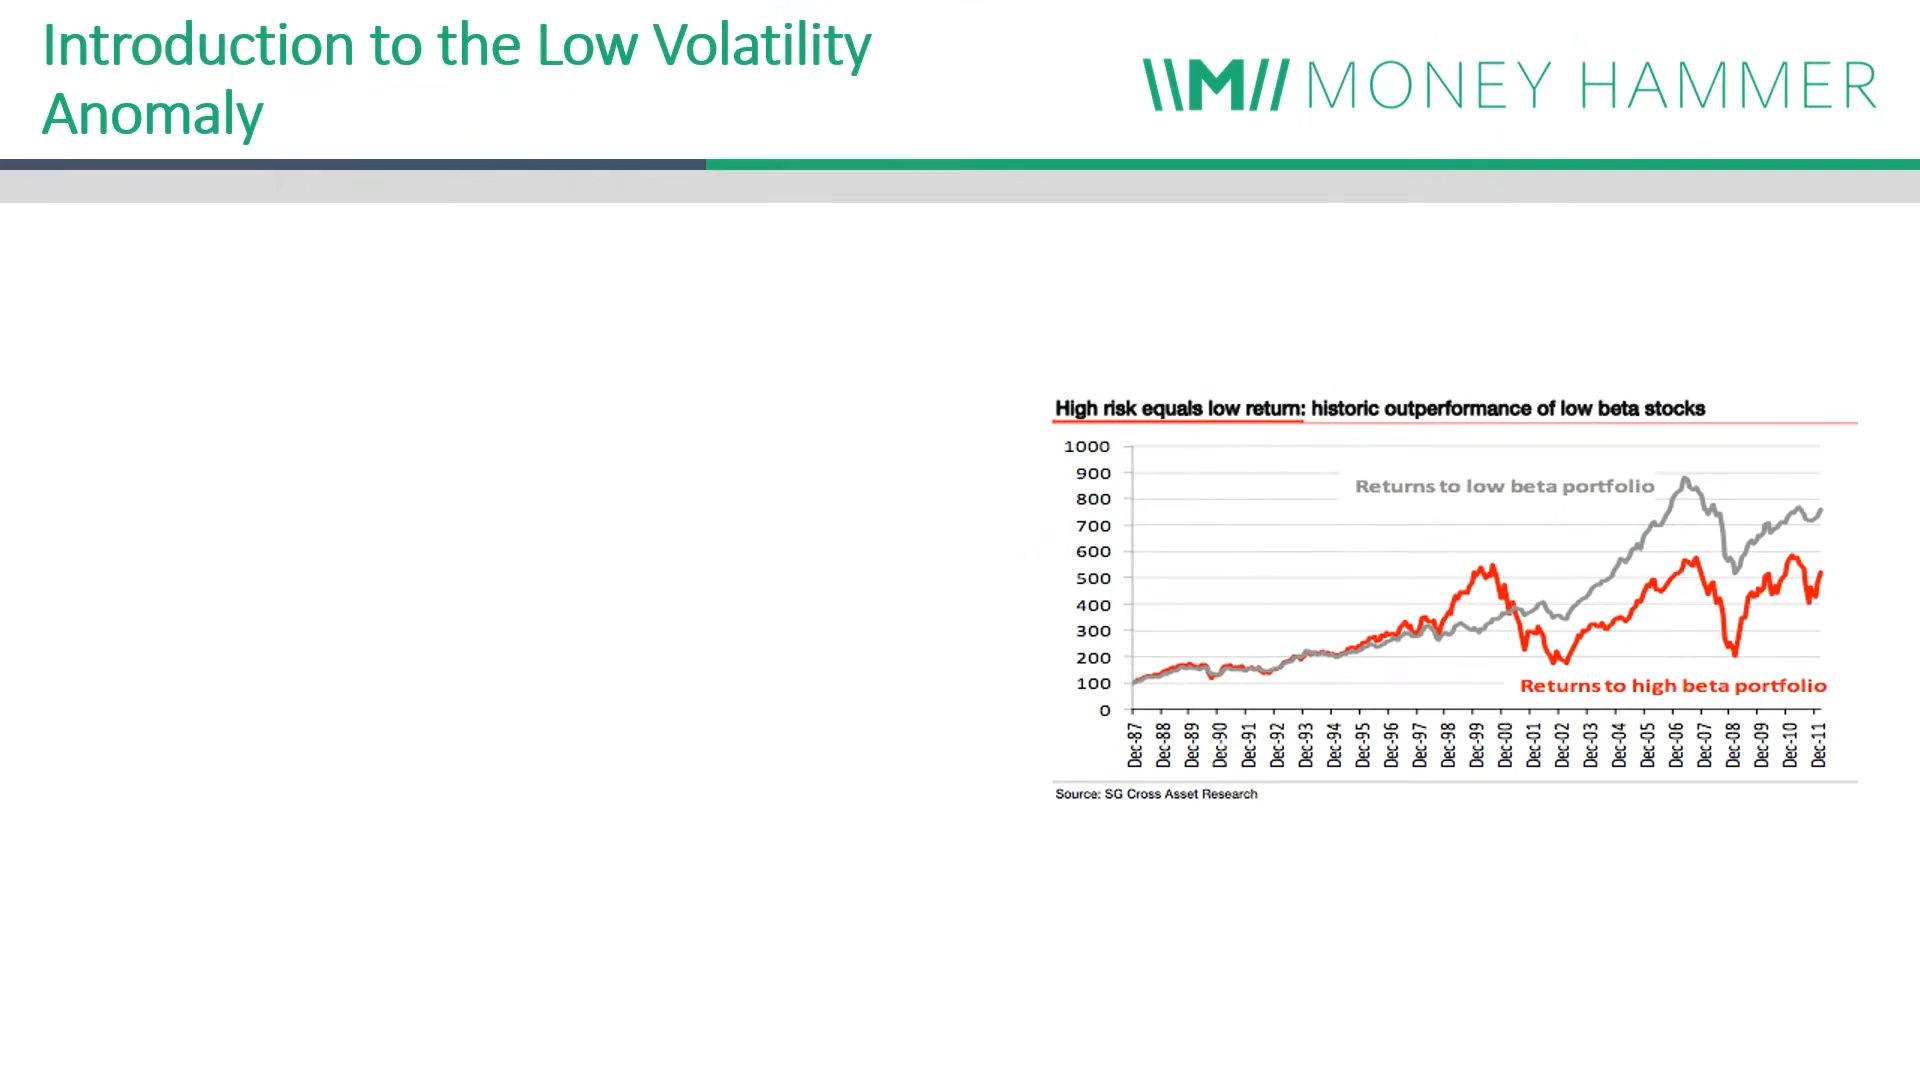 Introduction to the Low Volatility
Anomaly
\\M// MONEY HAMMER
High risk equals low return: historic outperformance of low beta stocks
1000
900
800
700
600
500
400
300
200
100
0
Returns to low beta portfolio
Returns to high beta portfolio
Dec-87
Dec-88
Dec-89
Dec-90
Dec-91
Dec-92
Dec-93
Dec-94
Dec-95
Dec-96
Dec-97
Dec-98
Dec-99
Dec-00
Dec-01
Dec-02
Dec-03
Dec-04
Dec-05
Dec-06
Dec-07
Dec-08
Dec-09
Dec-10
Dec-11
Source: SG Cross Asset Research